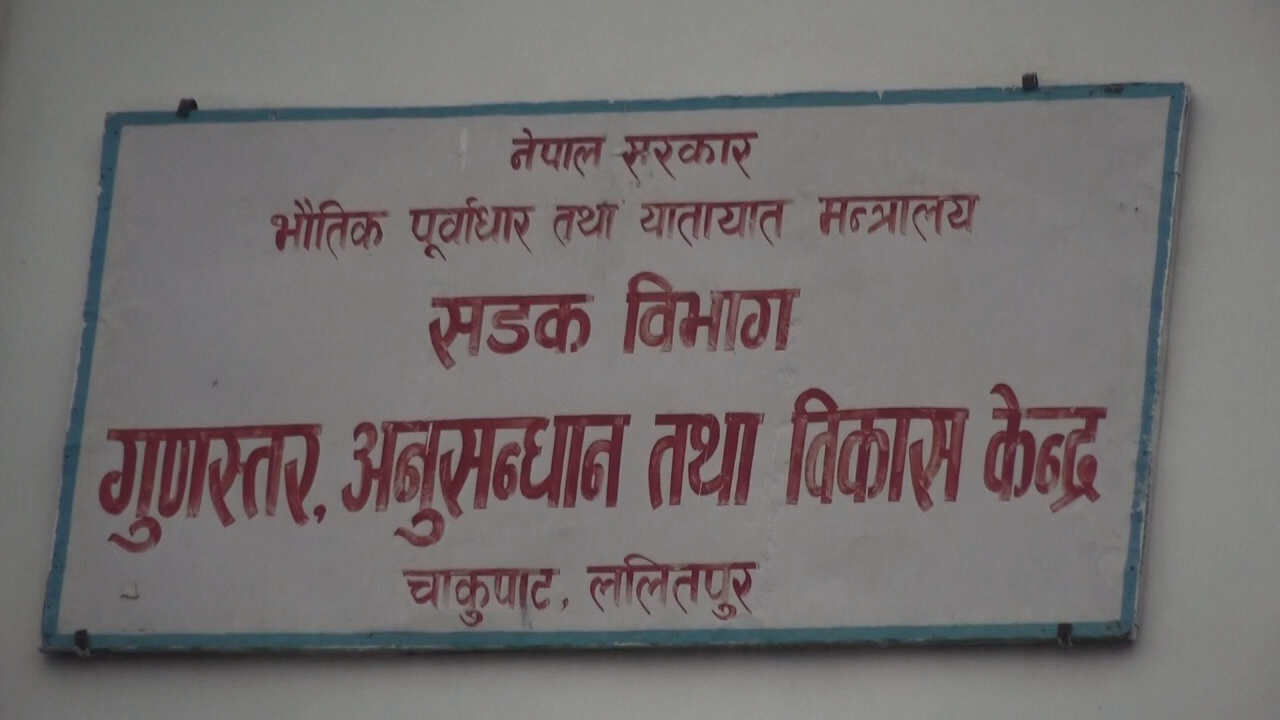 नेपाल सरकार
भौतिक पूर्वाधार तथा यातायात मन्त्रालय
सडक विभाग
गुणस्तर, अनुसन्धान तथा विकास केन्द्र
चाकुपाट, ललितपुर